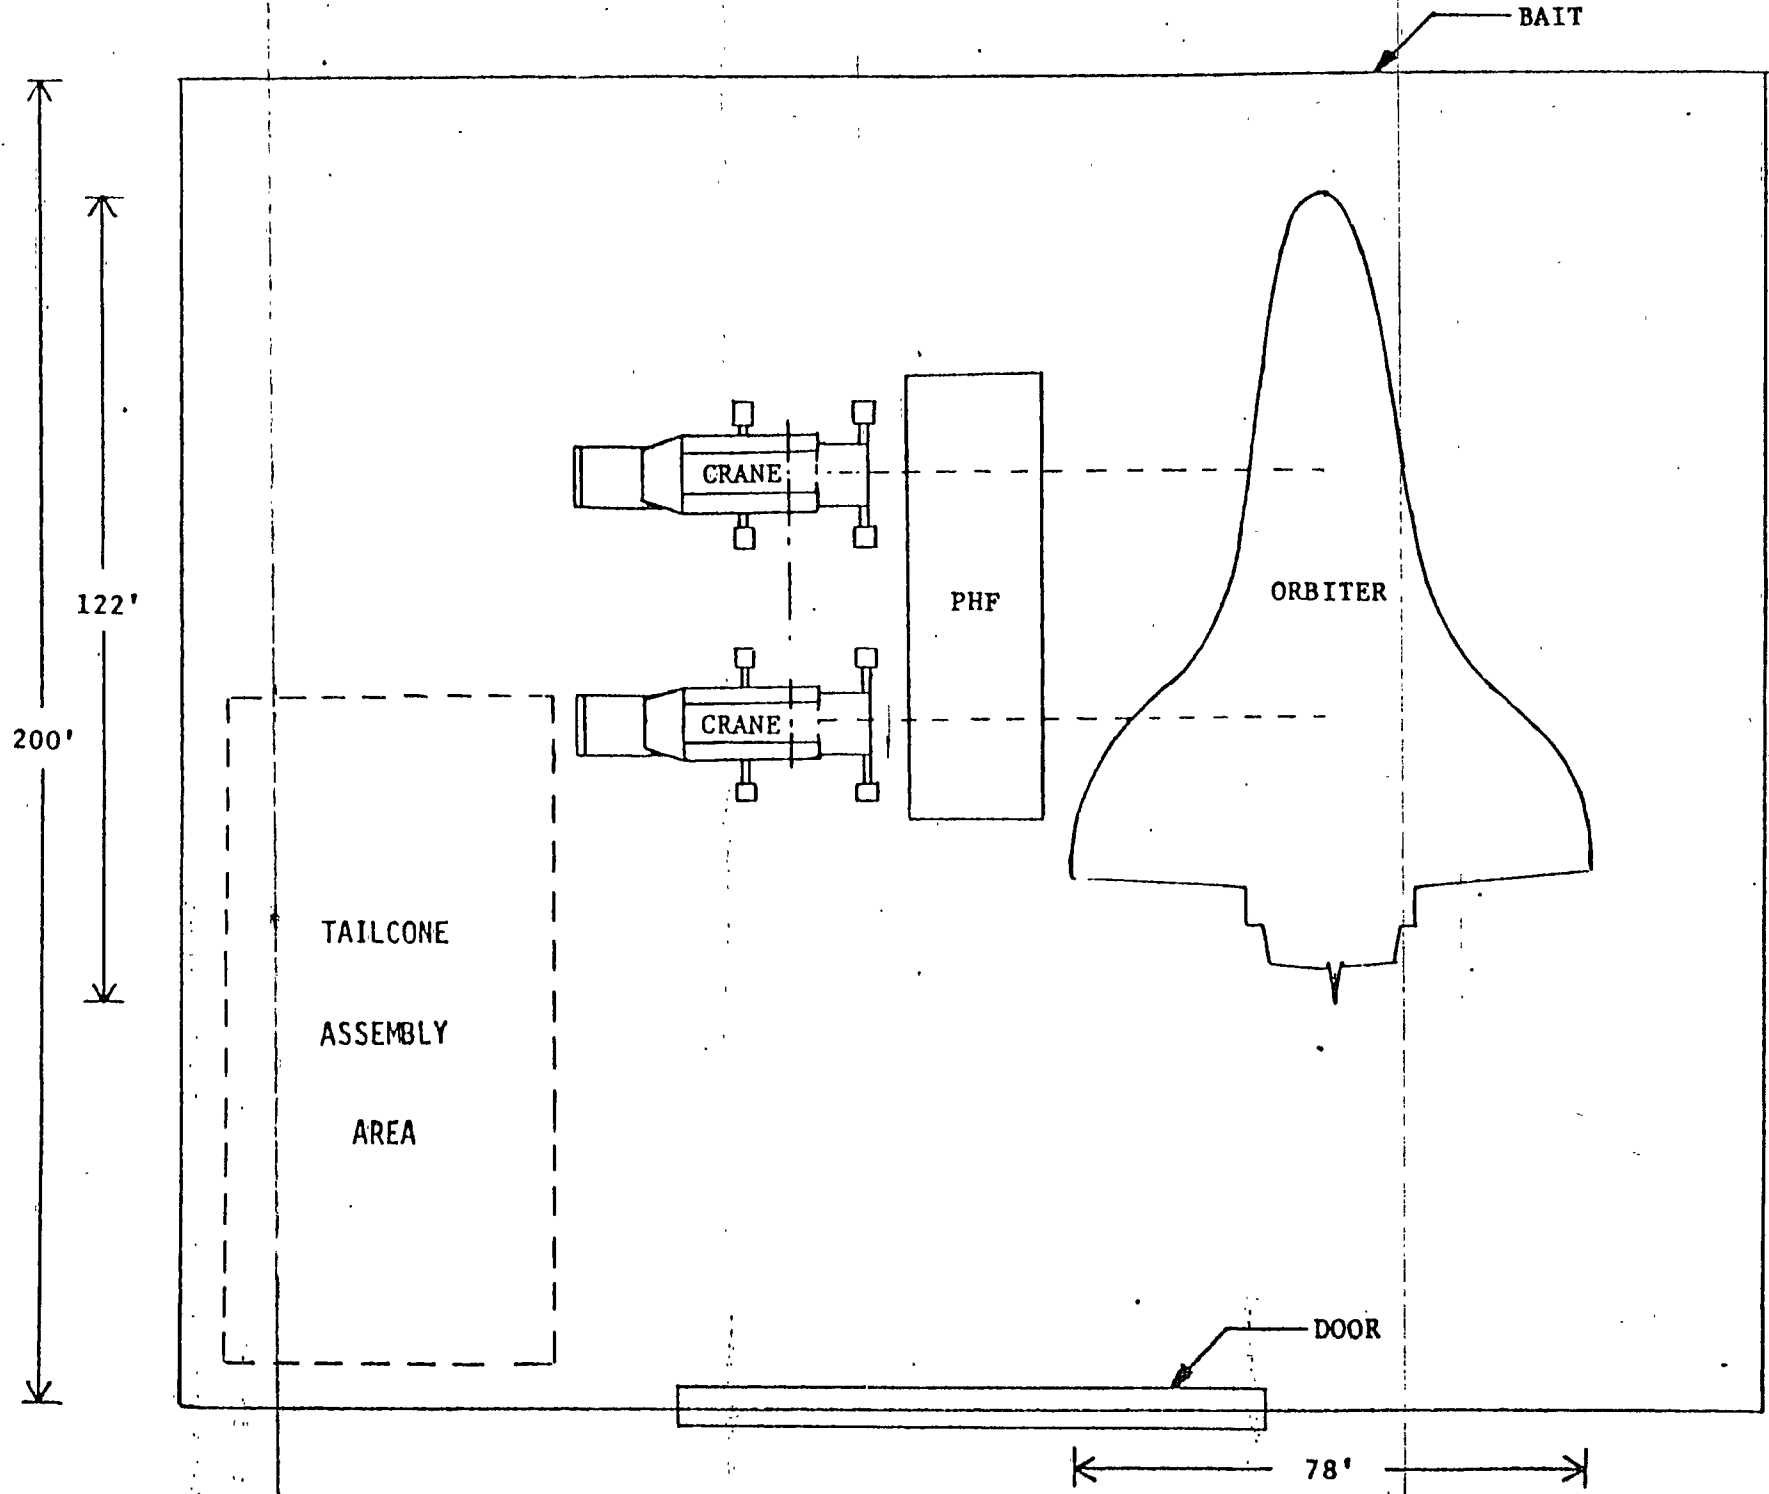 BAIT
CRANE
122'
ORBITER
PHF
CRANE
200'
TAILCONE
ASSEMBLY
AREA
DOOR
78'